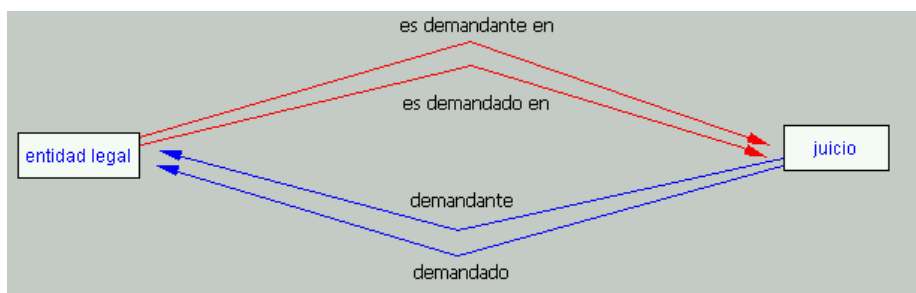 es demandante en
es demandado en
entidad legal
juicio
demandante
demandado